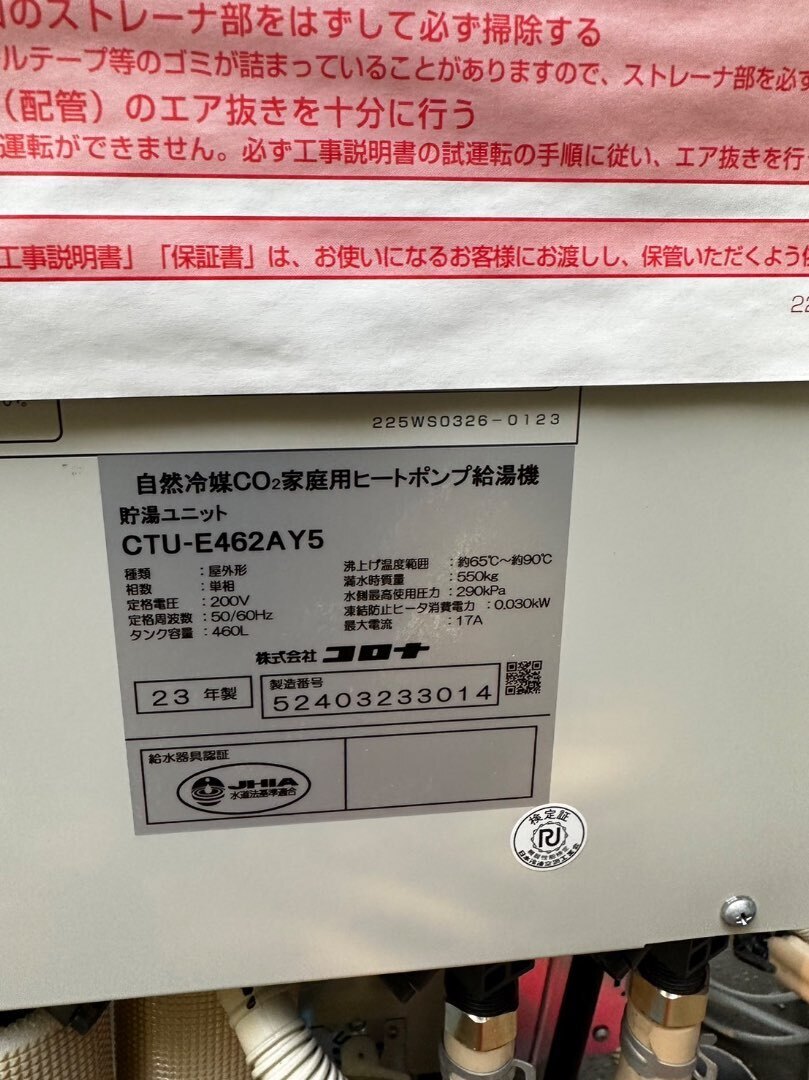 のストレーナ部をはずして必ず掃除する
ルテープ等のゴミが詰まっていることがありますので、ストレーナ部を必ず
（配管）のエア抜きを十分に行う
運転ができません。必ず工事説明書の試運転の手順に従い、エア抜きを行っ
工事説明書」「保証書」は、お使いになるお客様にお渡しし、保管いただくよう
22
225WS0326-0123
自然冷媒CO₂家庭用ヒートポンプ給湯機
貯湯ユニット
CTU-E462AY5
種類 : 屋外形
相数 : 単相
定格電圧 : 200V
定格周波数 : 50/60Hz
タンク容量 : 460L
沸上げ温度範囲 : 約65℃~約90℃
満水時質量 : 550kg
水側最高使用圧力 : 290kPa
凍結防止ヒータ消費電力 : 0.030kW
最大電流 : 17A
株式会社 コロナ
23 年製
製造番号
52403233014
給水器具認証
JHIA
水道法基準適合
検定証